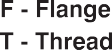 F - Flange
T - Thread